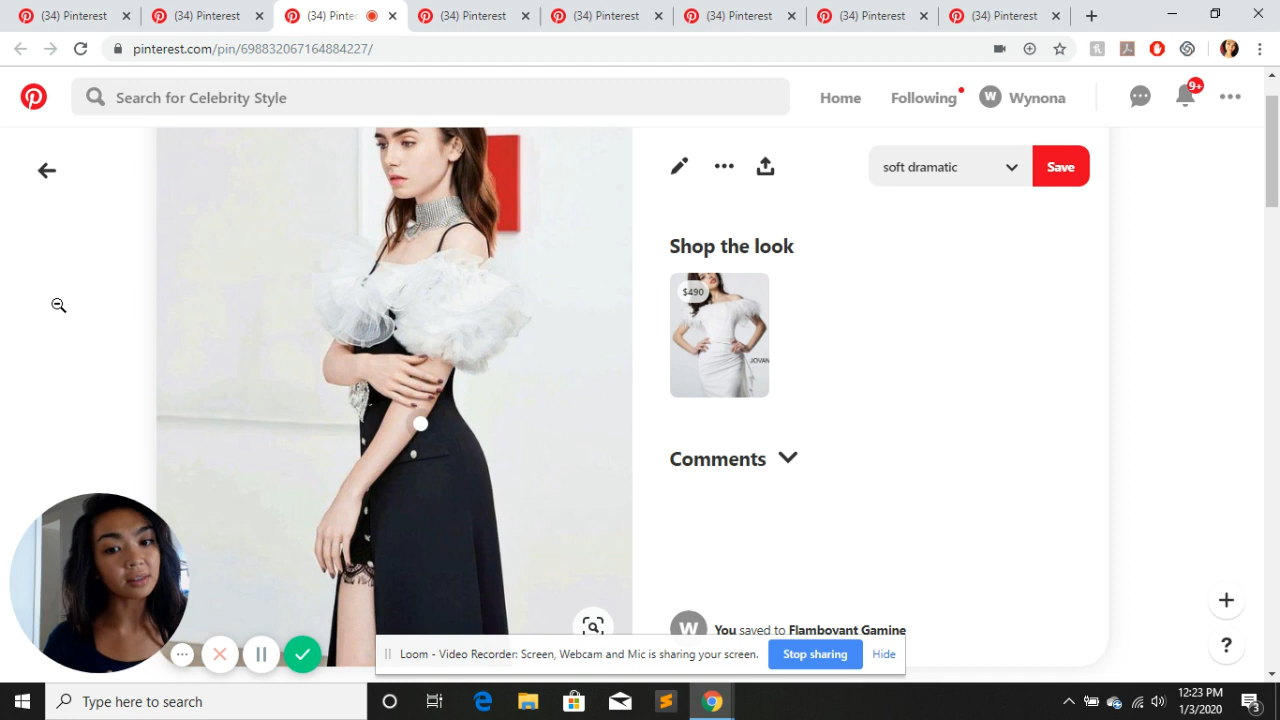 (34) Pinterest
(34) Pinterest
(34) Pinter
(34) Pinterest
(34) Pinterest
(34) Pinterest
(34) Pinterest
(34) Pinterest
pinterest.com/pin/698832067164884227/
Search for Celebrity Style
Home
Following
W
Wynona
9+
soft dramatic
Save
Shop the look
$490
JOVAN
Comments
W
You saved to Flamboyant Gamine
Loom - Video Recorder: Screen, Webcam and Mic is sharing your screen.
Stop sharing
Hide
Type here to search
12:23 PM
1/3/2020
3